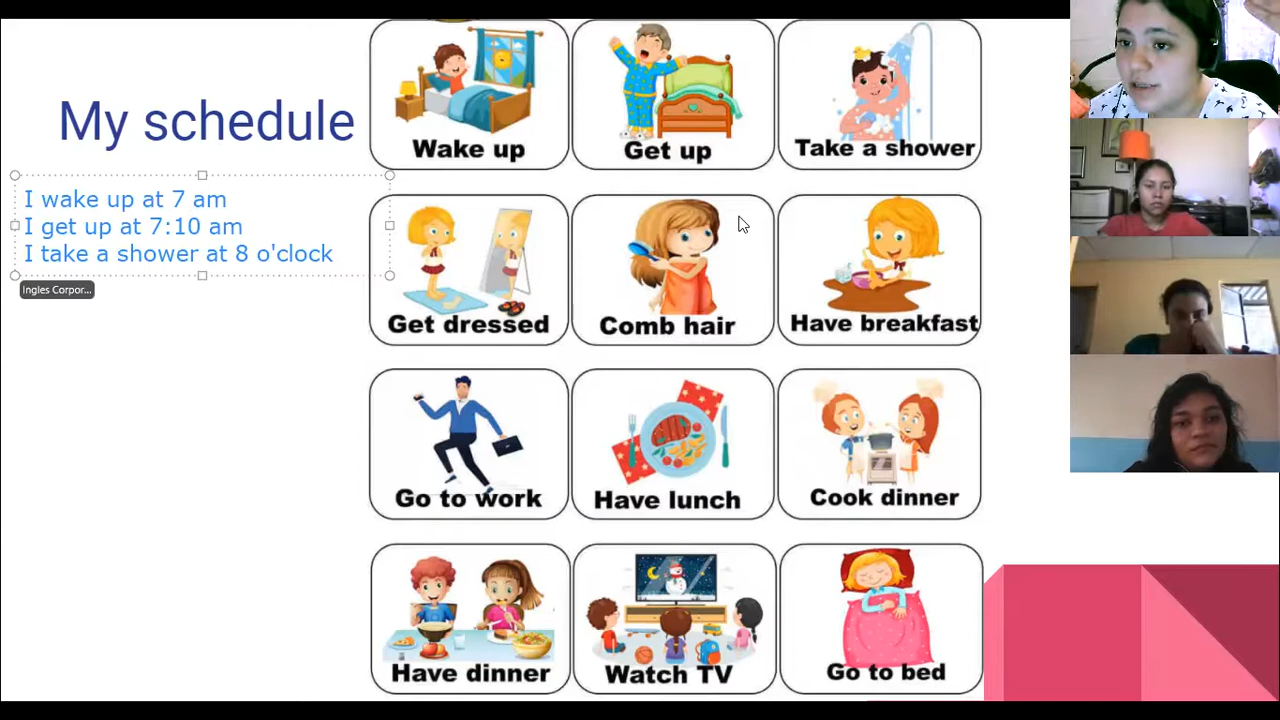 My schedule
I wake up at 7 am
I get up at 7:10 am
I take a shower at 8 o'clock
Ingles Corpor...
Wake up
Get up
Take a shower
Get dressed
Comb hair
Have breakfast
Go to work
Have lunch
Cook dinner
Have dinner
Watch TV
Go to bed